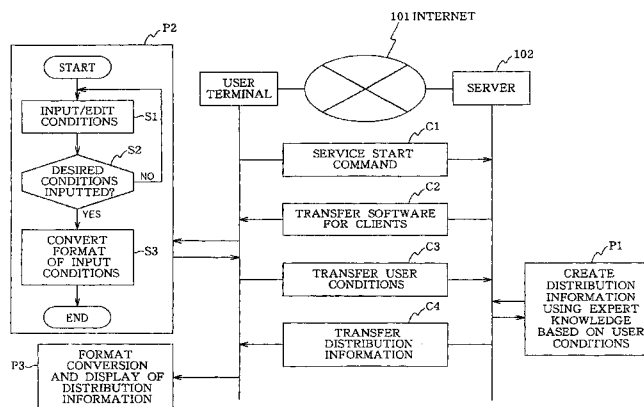 P2
START
INPUT/EDIT
CONDITIONS
S1
S2
DESIRED
CONDITIONS
INPUTTED?
NO
YES
CONVERT
FORMAT
OF INPUT
CONDITIONS
S3
END
P3
FORMAT
CONVERSION
AND DISPLAY OF
DISTRIBUTION
INFORMATION
101 INTERNET
USER
TERMINAL
102
SERVER
C1
SERVICE START
COMMAND
C2
TRANSFER SOFTWARE
FOR CLIENTS
C3
TRANSFER USER
CONDITIONS
C4
TRANSFER
DISTRIBUTION
INFORMATION
P1
CREATE
DISTRIBUTION
INFORMATION
USING EXPERT
KNOWLEDGE
BASED ON USER
CONDITIONS